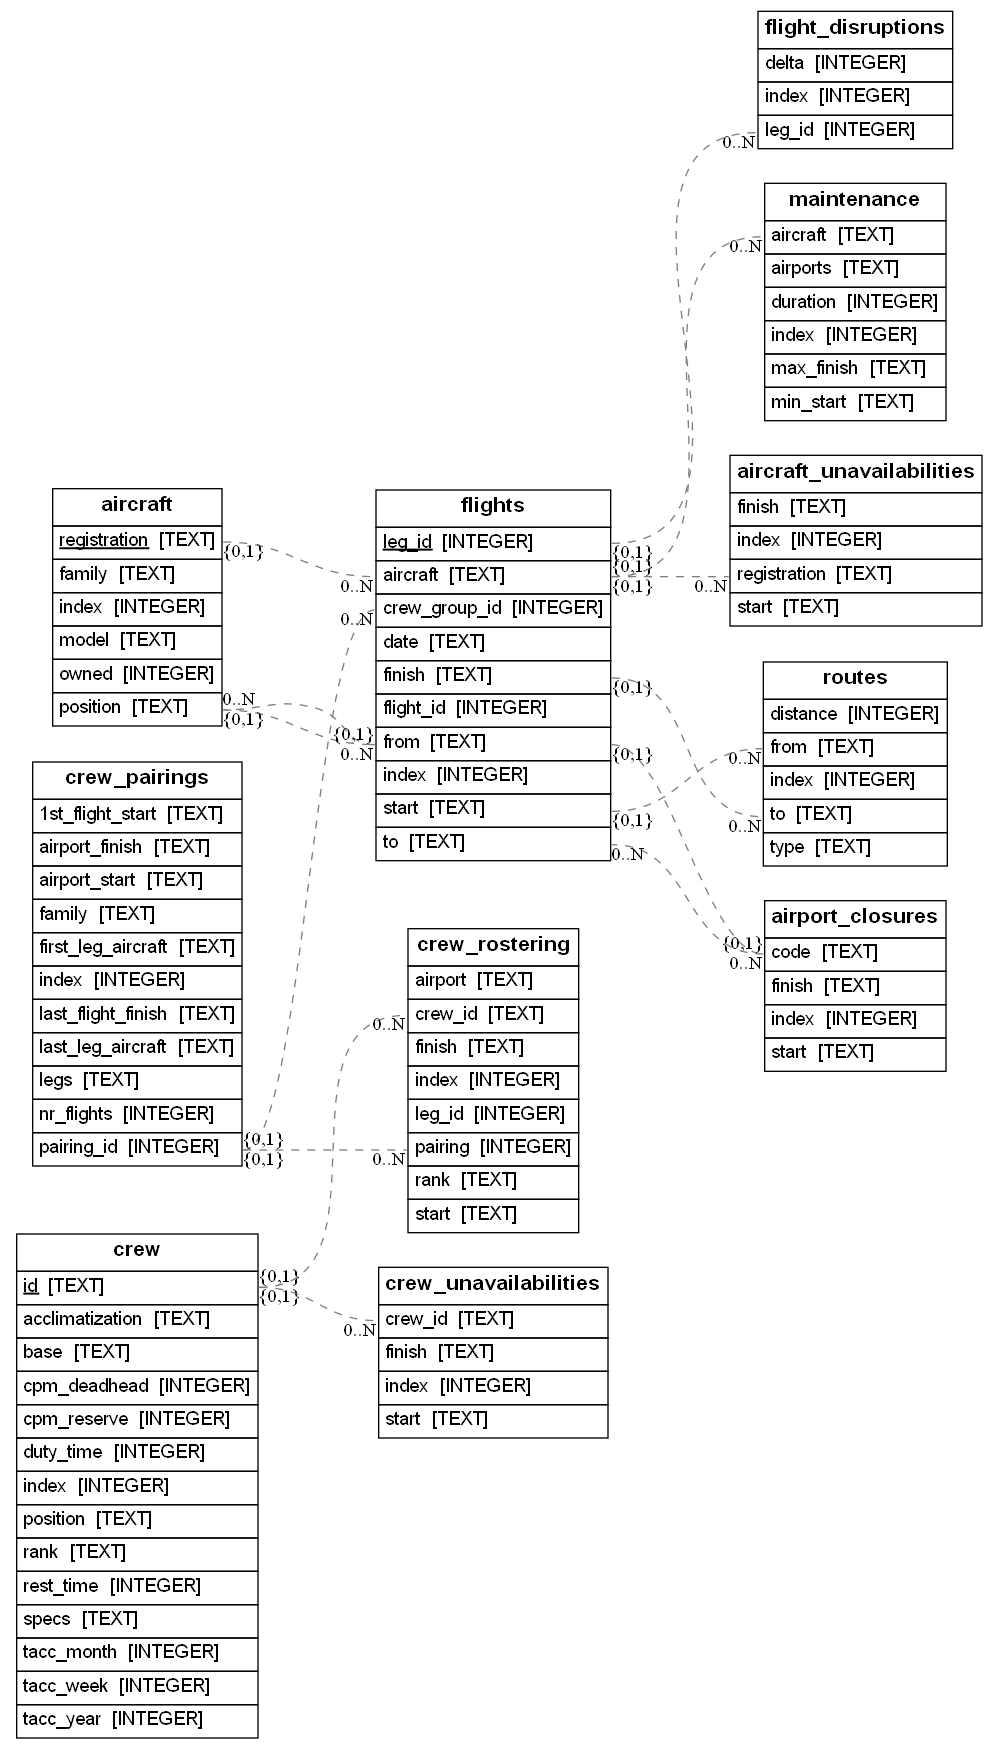 flight_disruptions
delta [INTEGER]
index [INTEGER]
leg_id [INTEGER]
0..N
maintenance
aircraft [TEXT]
0..N
airports [TEXT]
duration [INTEGER]
index [INTEGER]
max_finish [TEXT]
min_start [TEXT]
aircraft_unavailabilities
finish [TEXT]
index [INTEGER]
registration [TEXT]
0..N
start [TEXT]
aircraft
registration [TEXT]
{0,1}
family [TEXT]
index [INTEGER]
model [TEXT]
owned [INTEGER]
position [TEXT]
0..N
{0,1}
flights
leg_id [INTEGER]
{0,1}
{0,1}
aircraft [TEXT]
{0,1}
0..N
crew_group_id [INTEGER]
0..N
date [TEXT]
finish [TEXT]
{0,1}
flight_id [INTEGER]
{0,1}
from [TEXT]
0..N
{0,1}
index [INTEGER]
start [TEXT]
{0,1}
to [TEXT]
0..N
routes
distance [INTEGER]
from [TEXT]
0..N
index [INTEGER]
to [TEXT]
0..N
type [TEXT]
crew_pairings
1st_flight_start [TEXT]
airport_finish [TEXT]
airport_start [TEXT]
family [TEXT]
first_leg_aircraft [TEXT]
index [INTEGER]
last_flight_finish [TEXT]
last_leg_aircraft [TEXT]
legs [TEXT]
nr_flights [INTEGER]
pairing_id [INTEGER]
{0,1}
{0,1}
airport_closures
{0,1}
code [TEXT]
0..N
finish [TEXT]
index [INTEGER]
start [TEXT]
crew_rostering
airport [TEXT]
crew_id [TEXT]
0..N
finish [TEXT]
index [INTEGER]
leg_id [INTEGER]
pairing [INTEGER]
0..N
rank [TEXT]
start [TEXT]
crew
id [TEXT]
{0,1}
{0,1}
acclimatization [TEXT]
base [TEXT]
cpm_deadhead [INTEGER]
cpm_reserve [INTEGER]
duty_time [INTEGER]
index [INTEGER]
position [TEXT]
rank [TEXT]
rest_time [INTEGER]
specs [TEXT]
tacc_month [INTEGER]
tacc_week [INTEGER]
tacc_year [INTEGER]
crew_unavailabilities
crew_id [TEXT]
0..N
finish [TEXT]
index [INTEGER]
start [TEXT]